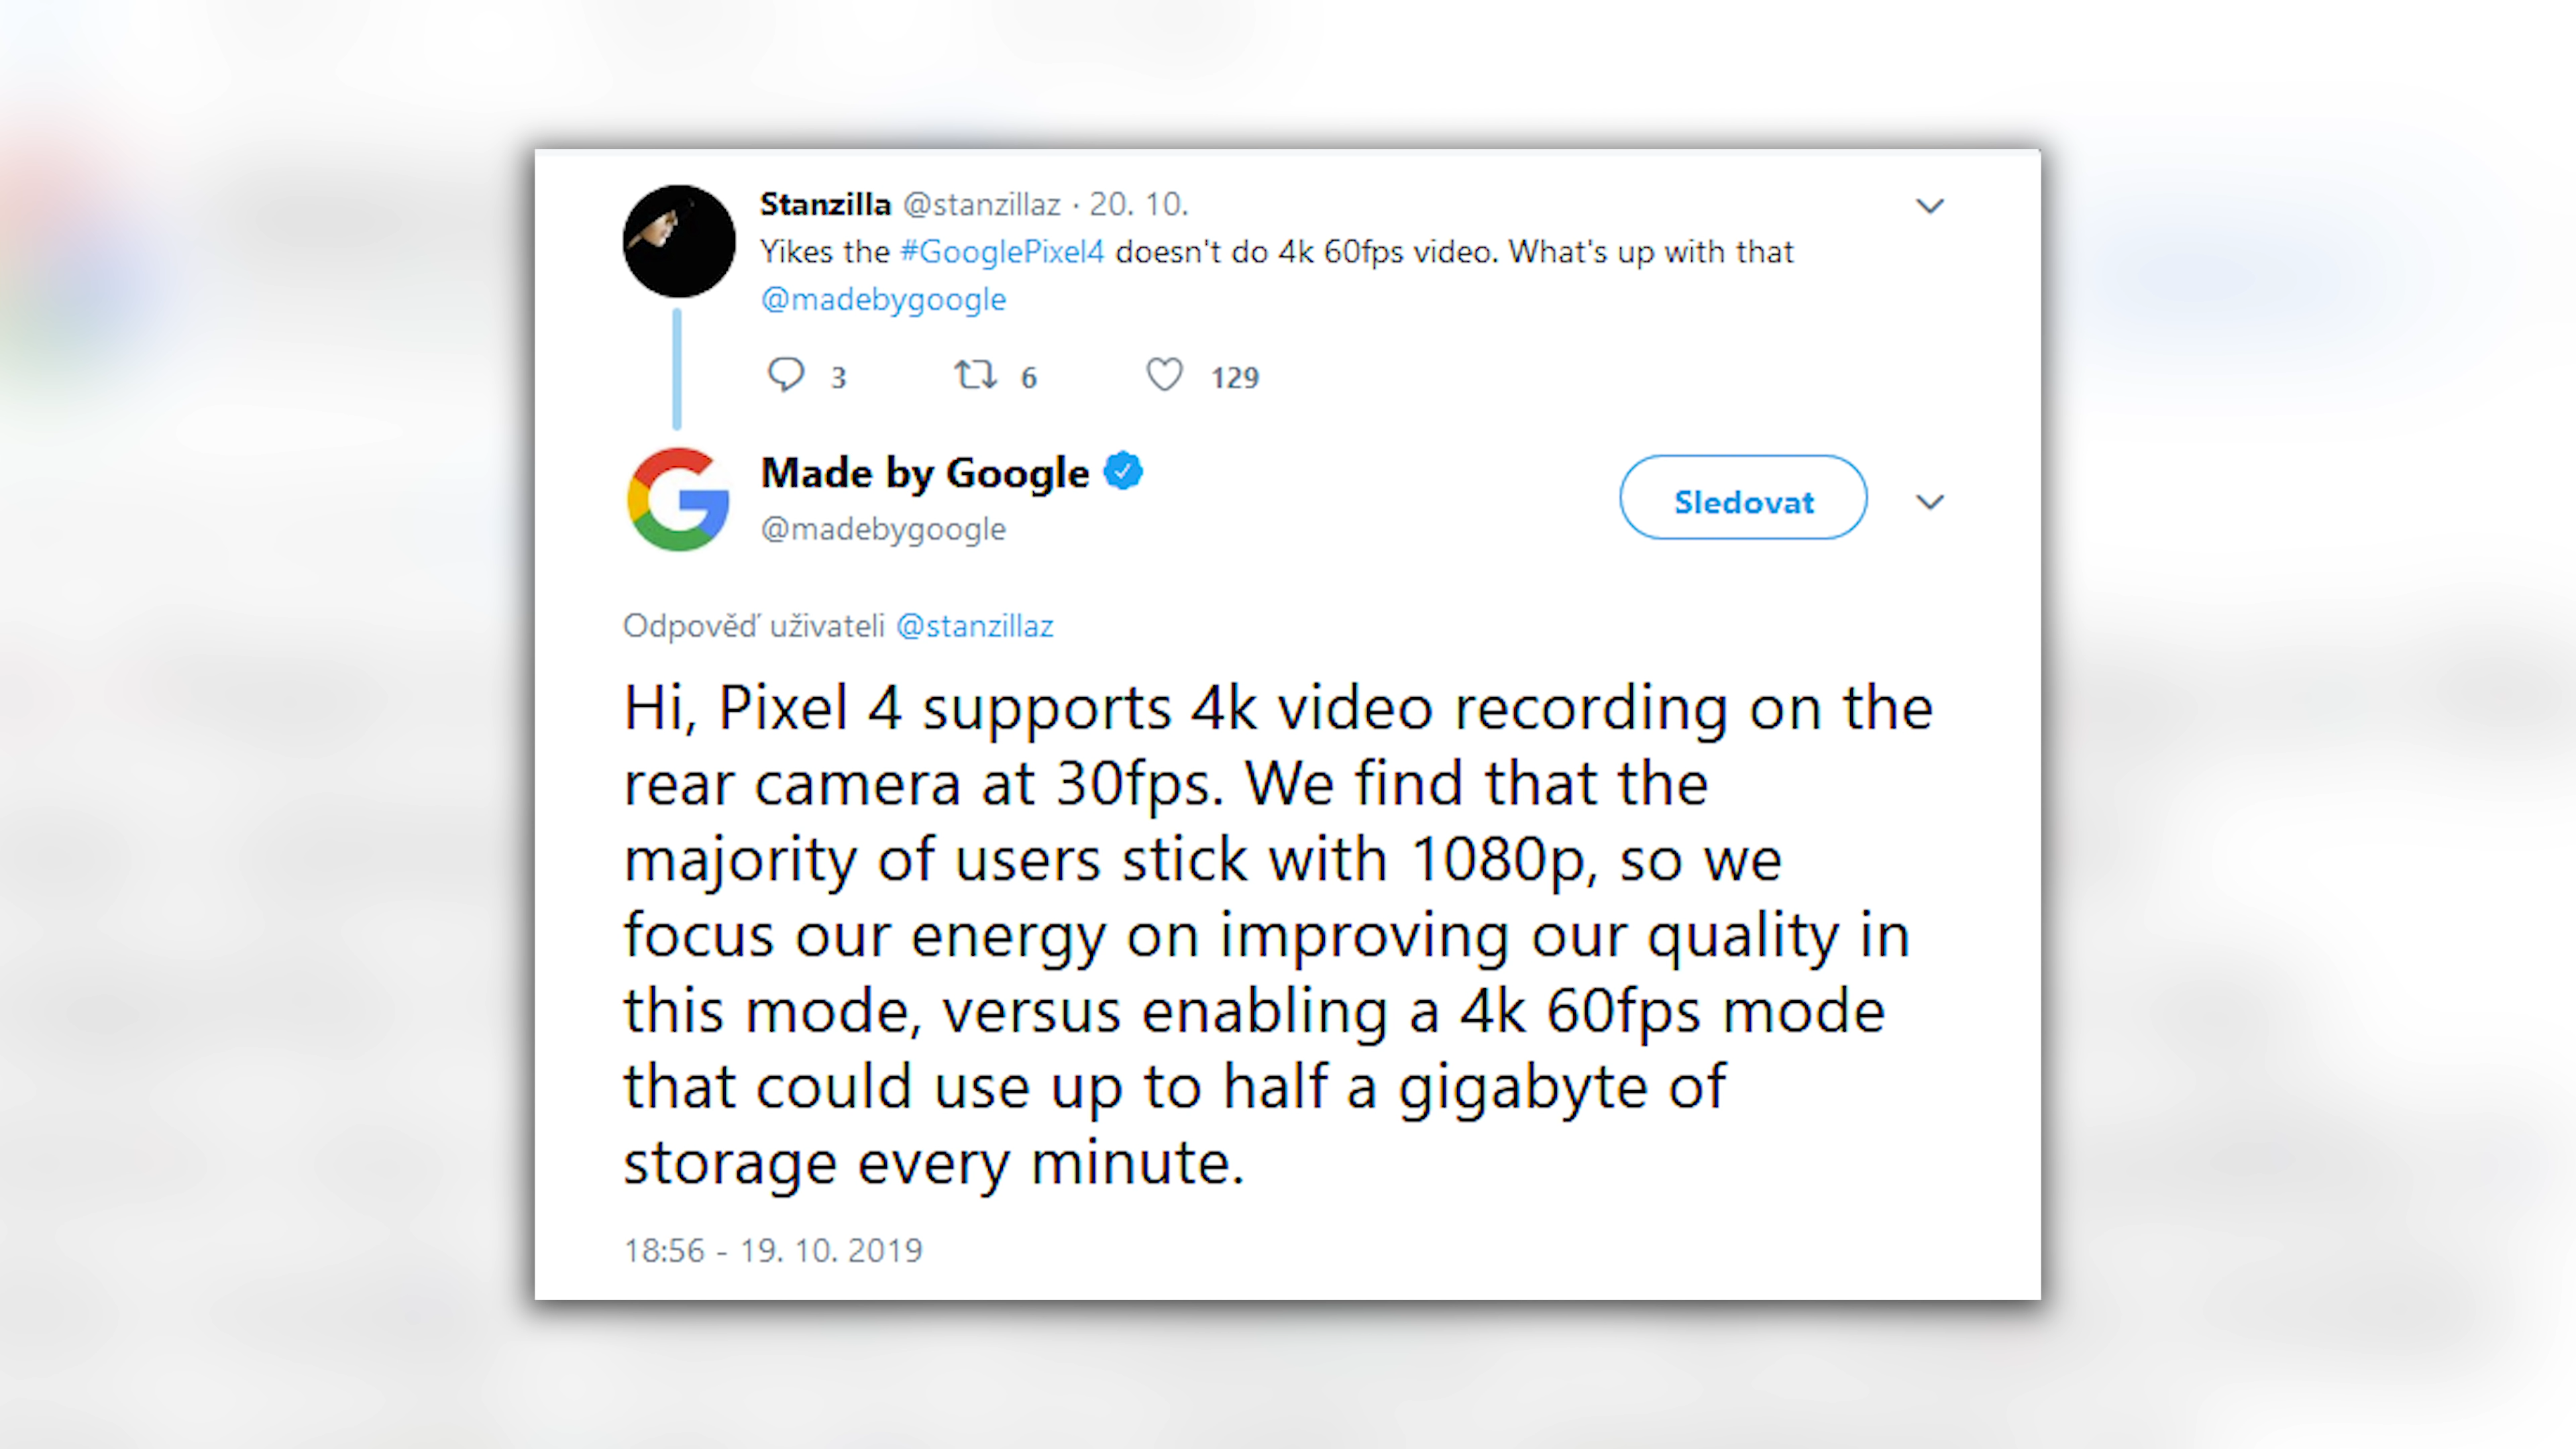 Stanzilla @stanzillaz · 20. 10.
Yikes the #GooglePixel4 doesn't do 4k 60fps video. What's up with that
@madebygoogle
3 6 129
Made by Google
Sledovat
@madebygoogle
Odpověď uživateli @stanzillaz
Hi, Pixel 4 supports 4k video recording on the
rear camera at 30fps. We find that the
majority of users stick with 1080p, so we
focus our energy on improving our quality in
this mode, versus enabling a 4k 60fps mode
that could use up to half a gigabyte of
storage every minute.
18:56 - 19. 10. 2019